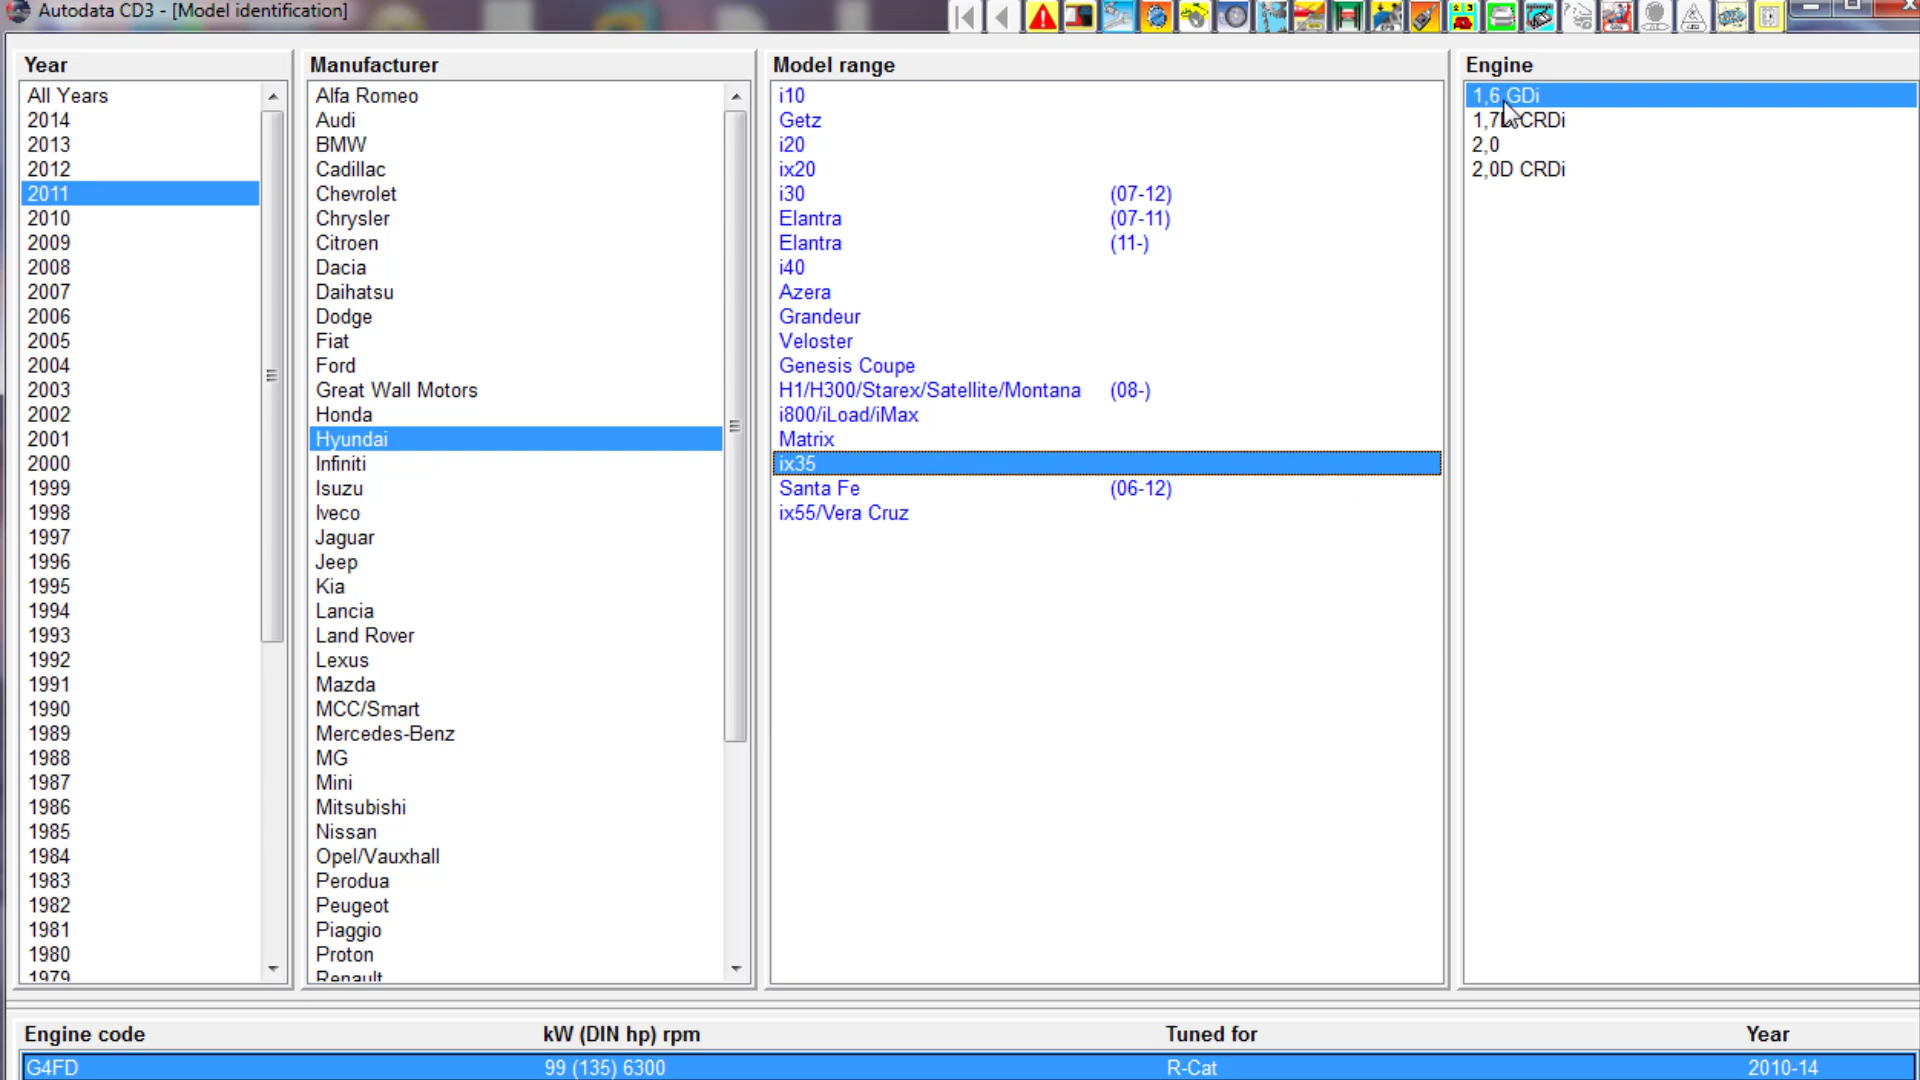 Autodata CD3 - [Model identification]
Year
All Years
2014
2013
2012
2011
2010
2009
2008
2007
2006
2005
2004
2003
2002
2001
2000
1999
1998
1997
1996
1995
1994
1993
1992
1991
1990
1989
1988
1987
1986
1985
1984
1983
1982
1981
1980
1979
Manufacturer
Alfa Romeo
Audi
BMW
Cadillac
Chevrolet
Chrysler
Citroen
Dacia
Daihatsu
Dodge
Fiat
Ford
Great Wall Motors
Honda
Hyundai
Infiniti
Isuzu
Iveco
Jaguar
Jeep
Kia
Lancia
Land Rover
Lexus
Mazda
MCC/Smart
Mercedes-Benz
MG
Mini
Mitsubishi
Nissan
Opel/Vauxhall
Perodua
Peugeot
Piaggio
Proton
Renault
Model range
i10
Getz
i20
ix20
i30 (07-12)
Elantra (07-11)
Elantra (11-)
i40
Azera
Grandeur
Veloster
Genesis Coupe
H1/H300/Starex/Satellite/Montana (08-)
i800/iLoad/iMax
Matrix
ix35
Santa Fe (06-12)
ix55/Vera Cruz
Engine
1,6 GDi
1,7D CRDi
2,0
2,0D CRDi
Engine code kW (DIN hp) rpm Tuned for Year
G4FD 99 (135) 6300 R-Cat 2010-14